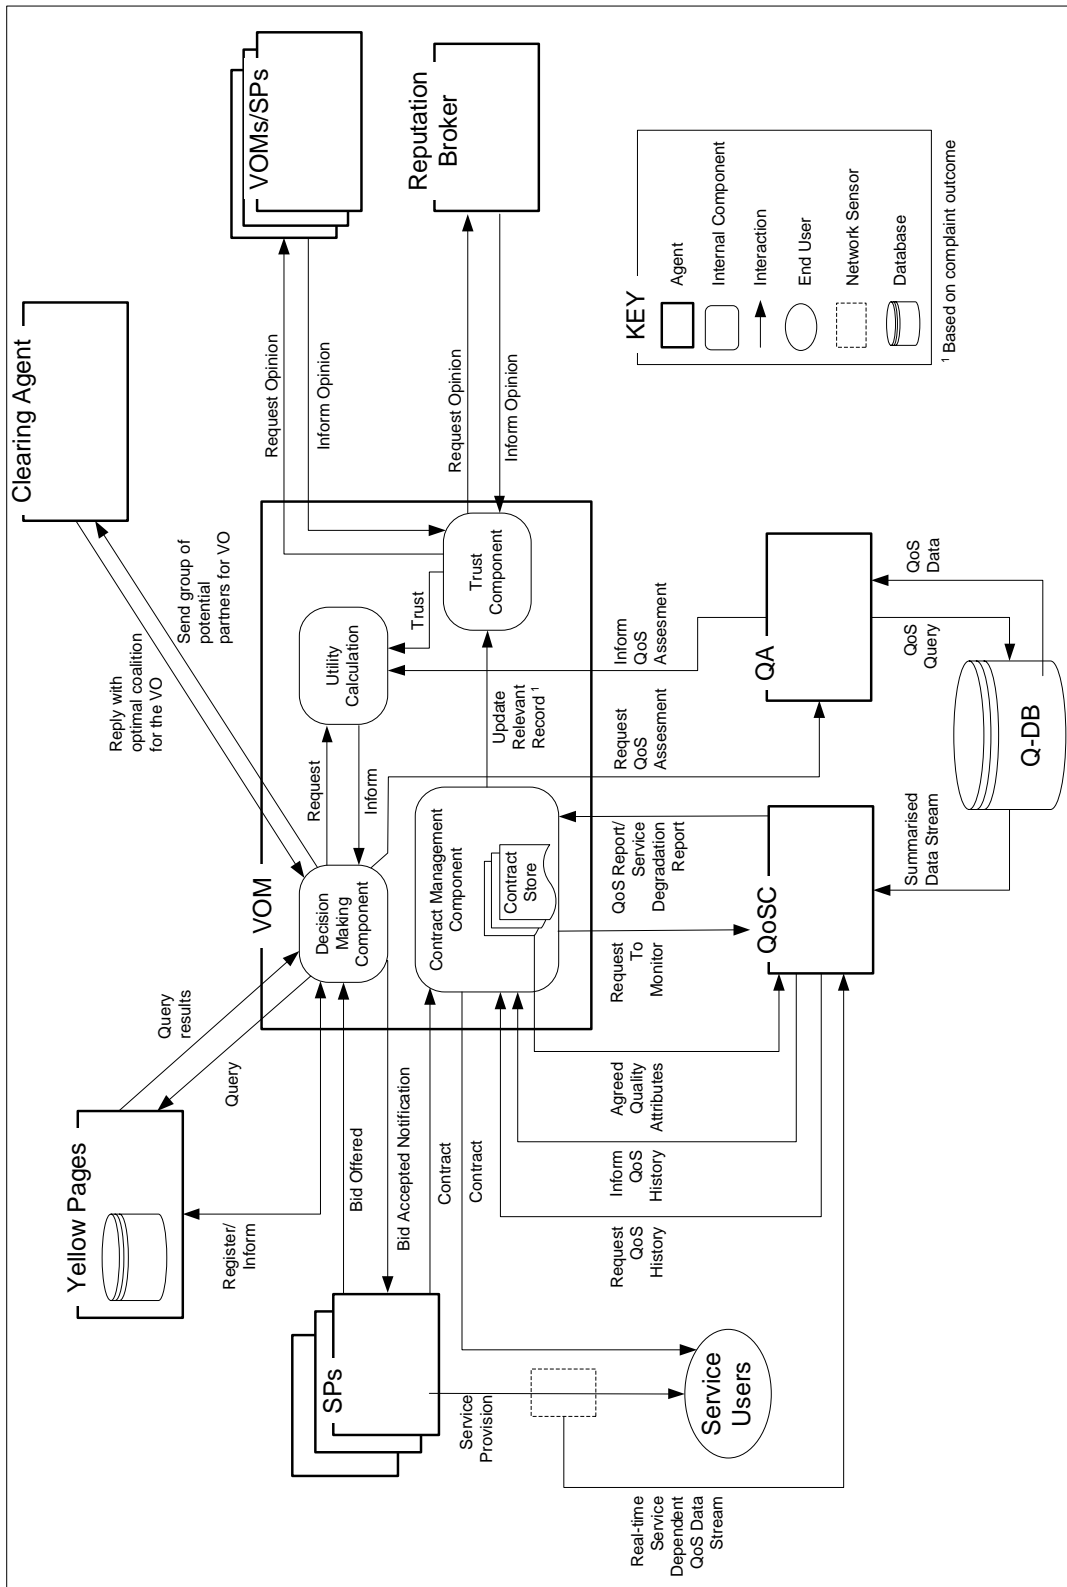 Clearing Agent
VOMs/SPs
Reputation
Broker
Yellow Pages
Reply with
optimal coalition
for the VO
Send group of
potential
partners for VO
Request Opinion
Inform Opinion
Request Opinion
Inform Opinion
Query
results
Query
Register/
Inform
VOM
Decision
Making
Component
Request
Inform
Utility
Calculation
Trust
Trust
Component
Bid Offered
Bid Accepted Notification
Contract
Contract
Contract Management
Component
Contract
Store
Update
Relevant
Record 1
SPs
Service
Provision
Service
Users
Real-time
Service
Dependent
QoS Data
Stream
Request
QoS
History
Inform
QoS
History
Agreed
Quality
Attributes
Request
To
Monitor
QoS Report/
Service
Degradation
Report
Request
QoS
Assesment
Inform
QoS
Assessment
QoSC
QA
Summarised
Data Stream
QoS
Query
QoS
Data
Q-DB
KEY
Agent
Internal Component
Interaction
End User
Network Sensor
Database
1 Based on complaint outcome